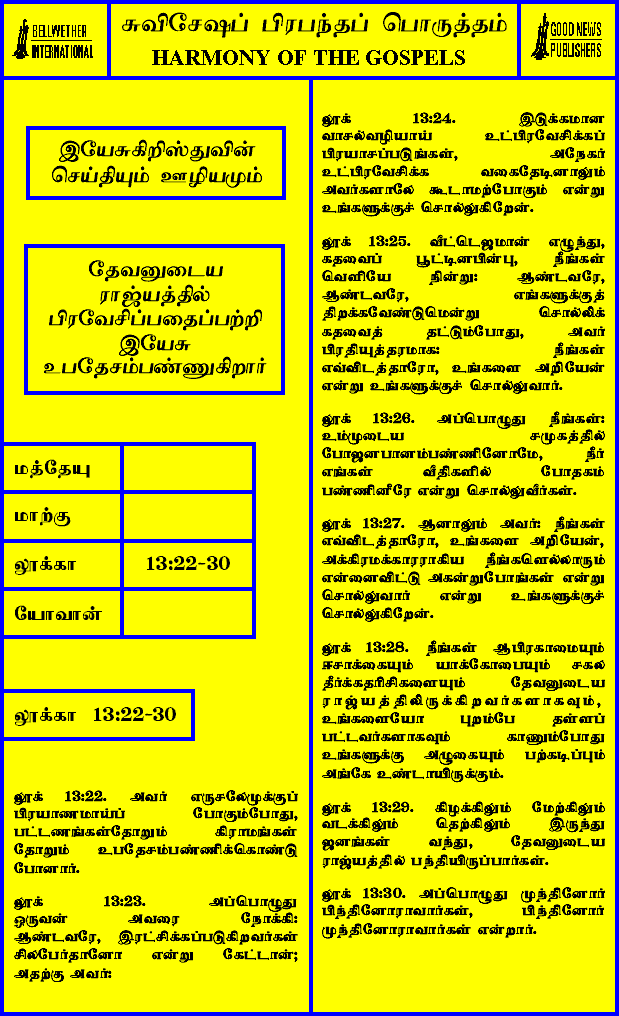 BELLWETHER
INTERNATIONAL
சுவிசேஷப் பிரபந்தப் பொருத்தம்
HARMONY OF THE GOSPELS
GOOD NEWS
PUBLISHERS
இயேசுகிறிஸ்துவின்
செய்தியும் ஊழியமும்
தேவனுடைய
ராஜ்யத்தில்
பிரவேசிப்பதைப்பற்றி
இயேசு
உபதேசம்பண்ணுகிறார்
மத்தேயு
மாற்கு
லூக்கா 13:22-30
யோவான்
லூக்கா 13:22-30
லூக் 13:22. அவர் எருசலேமுக்குப்
பிரயாணமாய்ப் போகும்போது,
பட்டணங்கள்தோறும் கிராமங்கள்
தோறும் உபதேசம்பண்ணிக்கொண்டு
போனார்.
லூக் 13:23. அப்பொழுது
ஒருவன் அவரை நோக்கி:
ஆண்டவரே, இரட்சிக்கப்படுகிறவர்கள்
சிலபேர்தானோ என்று கேட்டான்;
அதற்கு அவர்:
லூக் 13:24. இடுக்கமான
வாசல்வழியாய் உட்பிரவேசிக்கப்
பிரயாசப்படுங்கள், அநேகர்
உட்பிரவேசிக்க வகைதேடினாலும்
அவர்களாலே கூடாமற்போகும் என்று
உங்களுக்குச் சொல்லுகிறேன்.
லூக் 13:25. வீட்டெஜமான் எழுந்து,
கதவைப் பூட்டினபின்பு, நீங்கள்
வெளியே நின்று: ஆண்டவரே,
ஆண்டவரே, எங்களுக்குத்
திறக்கவேண்டுமென்று சொல்லிக்
கதவைத் தட்டும்போது, அவர்
பிரதியுத்தரமாக: நீங்கள்
எவ்விடத்தாரோ, உங்களை அறியேன்
என்று உங்களுக்குச் சொல்லுவார்.
லூக் 13:26. அப்பொழுது நீங்கள்:
உம்முடைய சமுகத்தில்
போஜனபானம்பண்ணினோமே, நீர்
எங்கள் வீதிகளில் போதகம்
பண்ணினீரே என்று சொல்லுவீர்கள்.
லூக் 13:27. ஆனாலும் அவர்: நீங்கள்
எவ்விடத்தாரோ, உங்களை அறியேன்,
அக்கிரமக்காரராகிய நீங்களெல்லாரும்
என்னைவிட்டு அகன்றுபோங்கள் என்று
சொல்லுவார் என்று உங்களுக்குச்
சொல்லுகிறேன்.
லூக் 13:28. நீங்கள் ஆபிரகாமையும்
ஈசாக்கையும் யாக்கோபையும் சகல
தீர்க்கதரிசிகளையும் தேவனுடைய
ராஜ்யத்திலிருக்கிறவர்களாகவும்,
உங்களையோ புறம்பே தள்ளப்
பட்டவர்களாகவும் காணும்போது
உங்களுக்கு அழுகையும் பற்கடிப்பும்
அங்கே உண்டாயிருக்கும்.
லூக் 13:29. கிழக்கிலும் மேற்கிலும்
வடக்கிலும் தெற்கிலும் இருந்து
ஜனங்கள் வந்து, தேவனுடைய
ராஜ்யத்தில் பந்தியிருப்பார்கள்.
லூக் 13:30. அப்பொழுது முந்தினோர்
பிந்தினோராவார்கள், பிந்தினோர்
முந்தினோராவார்கள் என்றார்.